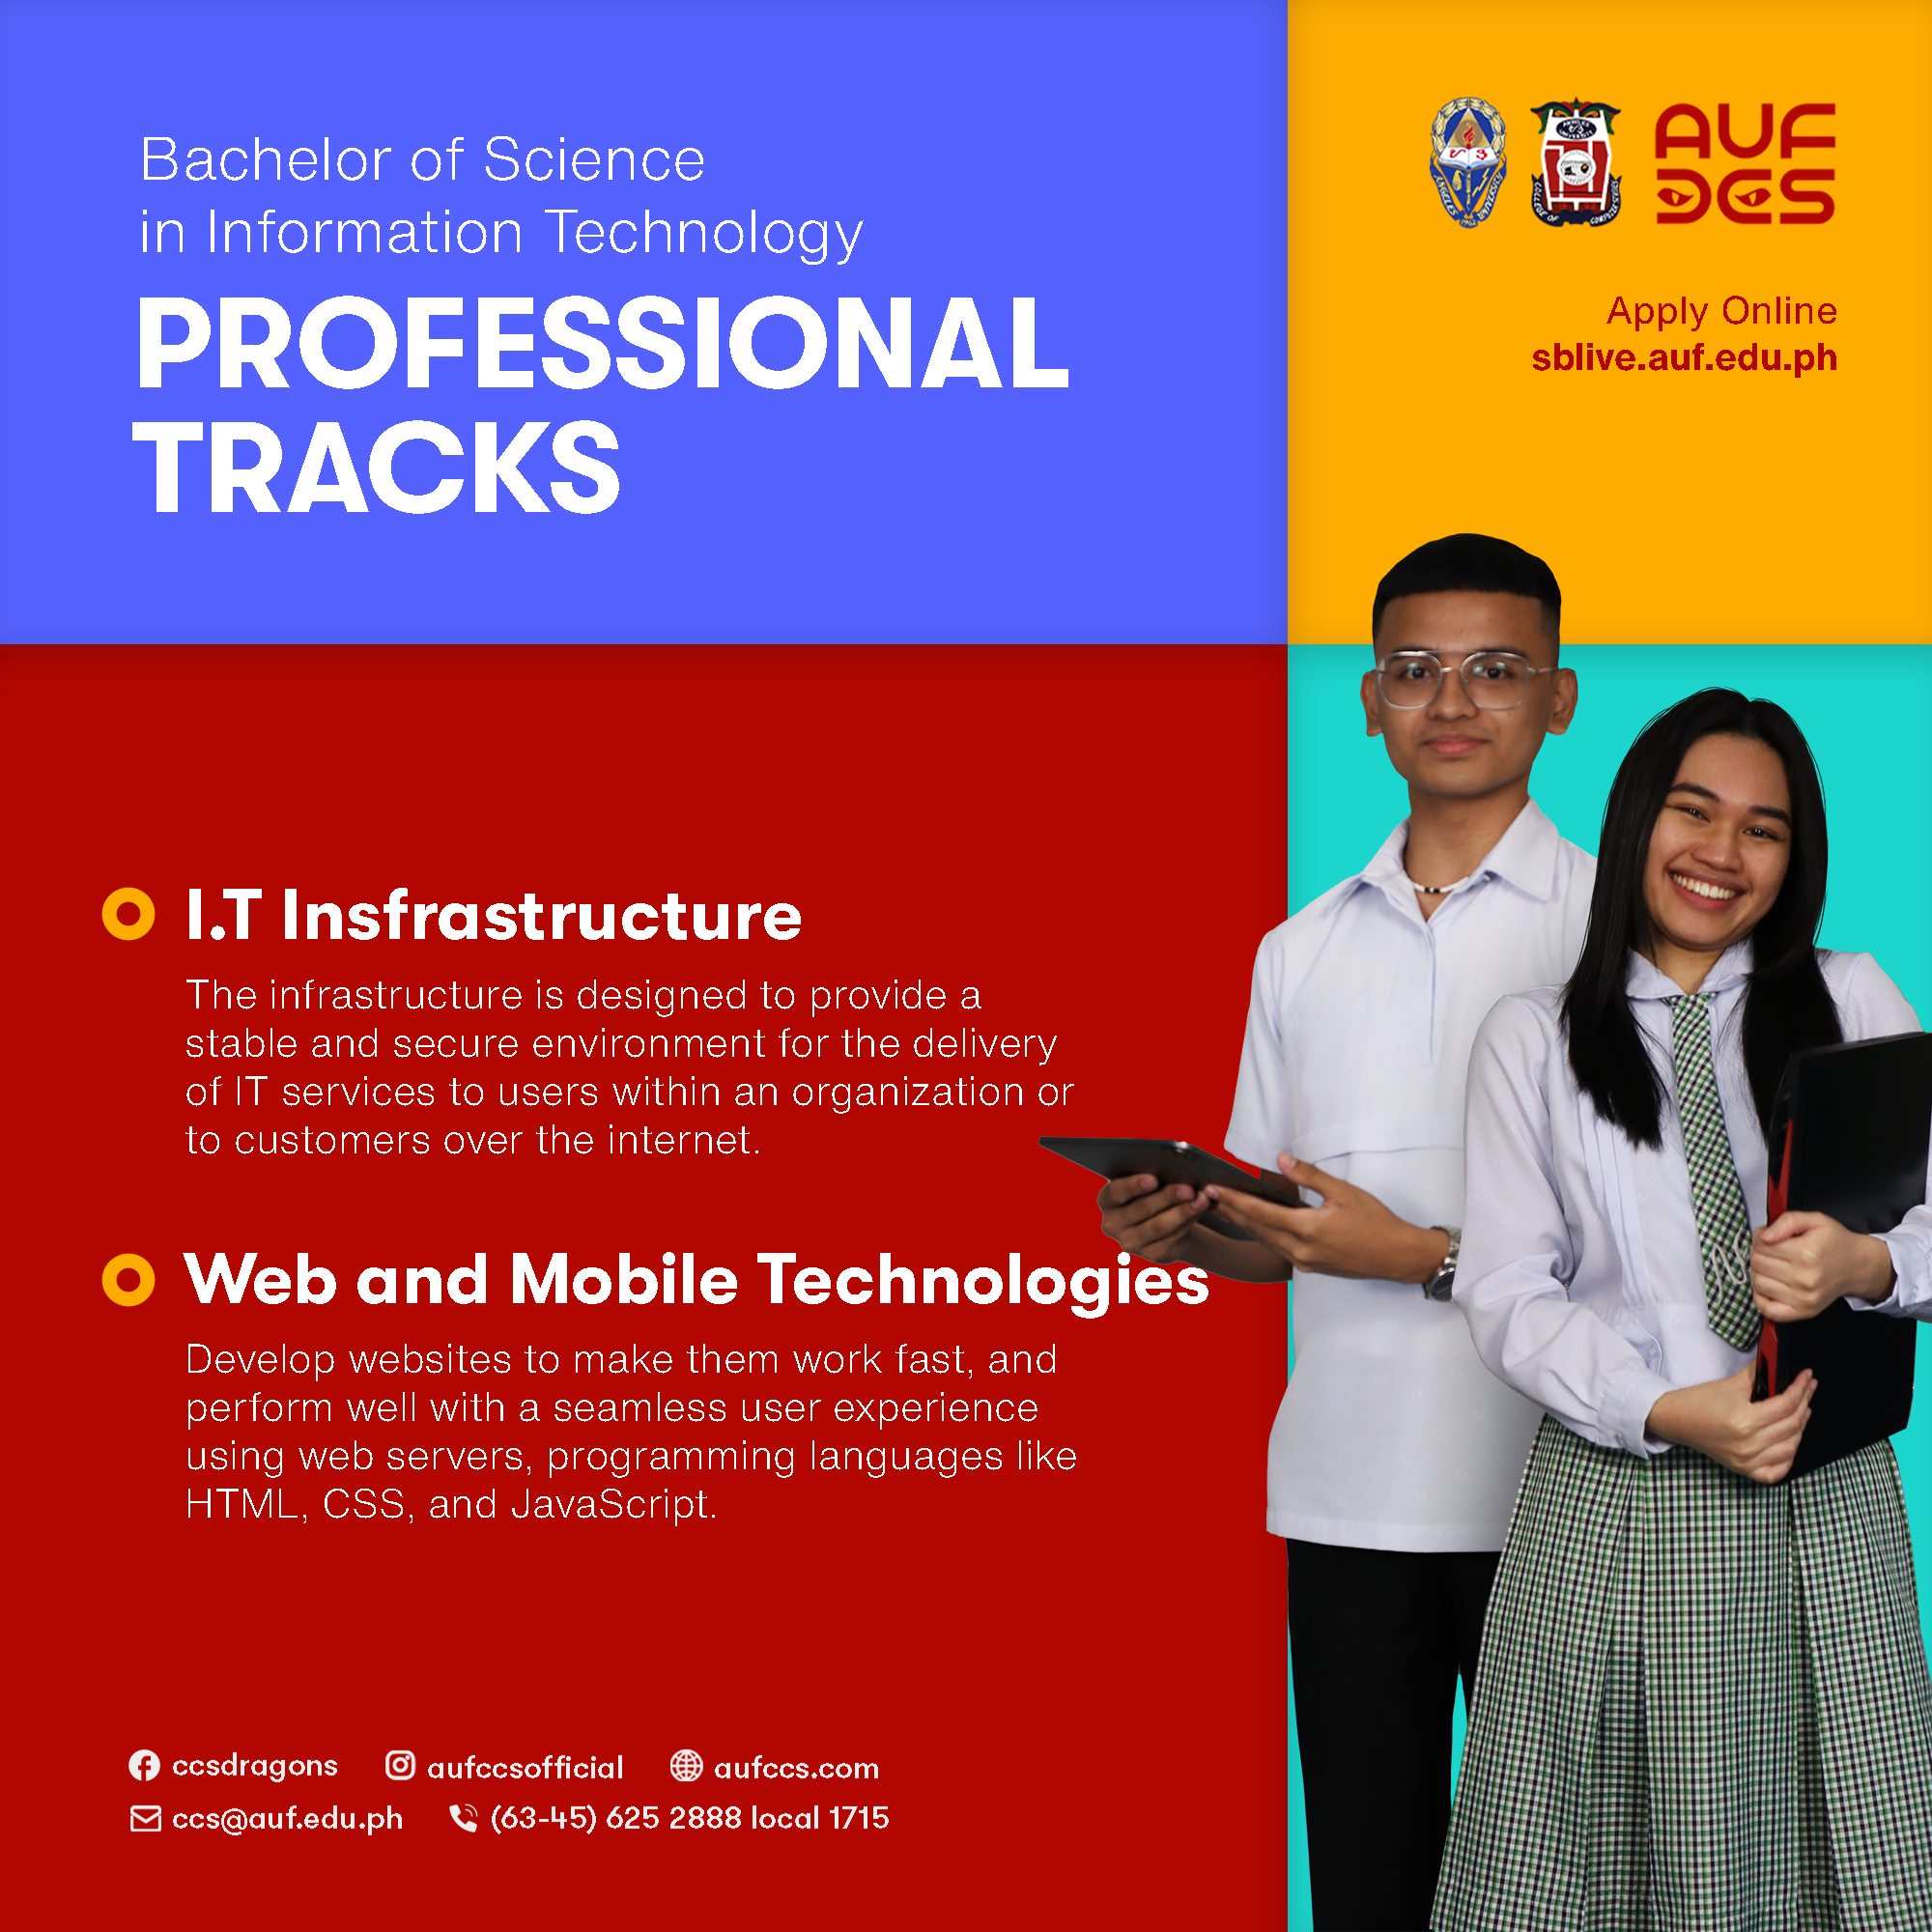 Bachelor of Science
in Information Technology
PROFESSIONAL
TRACKS
AUF
CCS
Apply Online
sblive.auf.edu.ph
I.T Insfrastructure
The infrastructure is designed to provide a
stable and secure environment for the delivery
of IT services to users within an organization or
to customers over the internet.
Web and Mobile Technologies
Develop websites to make them work fast, and
perform well with a seamless user experience
using web servers, programming languages like
HTML, CSS, and JavaScript.
ccsdragons
aufccsofficial
aufccs.com
ccs@auf.edu.ph
(63-45) 625 2888 local 1715